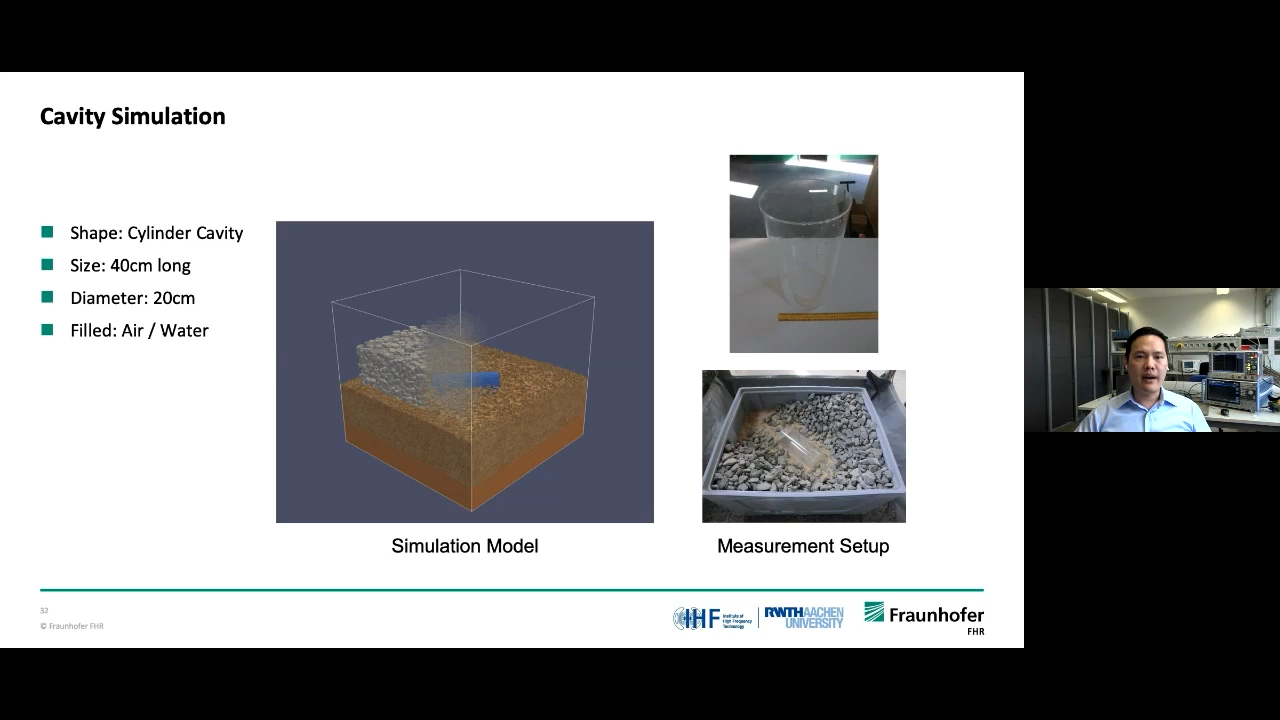 Cavity Simulation
Shape: Cylinder Cavity
Size: 40cm long
Diameter: 20cm
Filled: Air / Water
Simulation Model
Measurement Setup
32
© Fraunhofer FHR
IHF
Institute of
High Frequency
Technology
RWTHAACHEN
UNIVERSITY
Fraunhofer
FHR